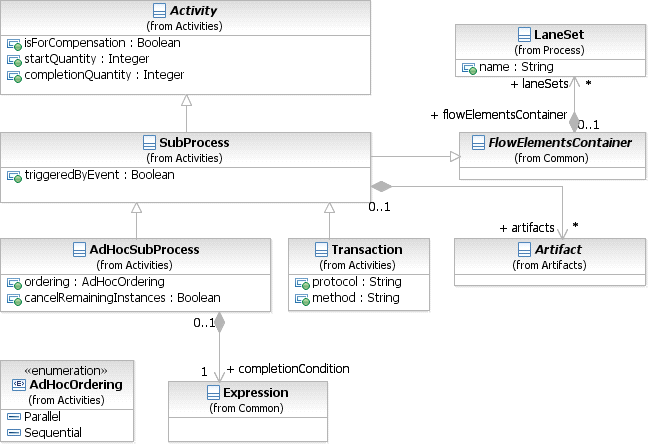 Activity
(from Activities)
isForCompensation : Boolean
startQuantity : Integer
completionQuantity : Integer
LaneSet
(from Process)
name : String
+ laneSets
*
+ flowElementsContainer
0..1
SubProcess
(from Activities)
triggeredByEvent : Boolean
FlowElementsContainer
(from Common)
0..1
+ artifacts
*
AdHocSubProcess
(from Activities)
ordering : AdHocOrdering
cancelRemainingInstances : Boolean
Transaction
(from Activities)
protocol : String
method : String
Artifact
(from Artifacts)
0..1
1
+ completionCondition
«enumeration»
AdHocOrdering
(from Activities)
Parallel
Sequential
Expression
(from Common)